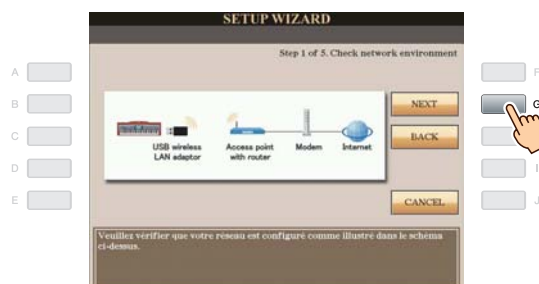 SETUP WIZARD
Step 1 of 5. Check network environment
A
B
C
D
E
F
G
I
J
NEXT
BACK
CANCEL
USB wireless
LAN adaptor
Access point
with router
Modem
Internet
Veuillez vérifier que votre réseau est configuré comme illustré dans le schéma
ci-dessus.